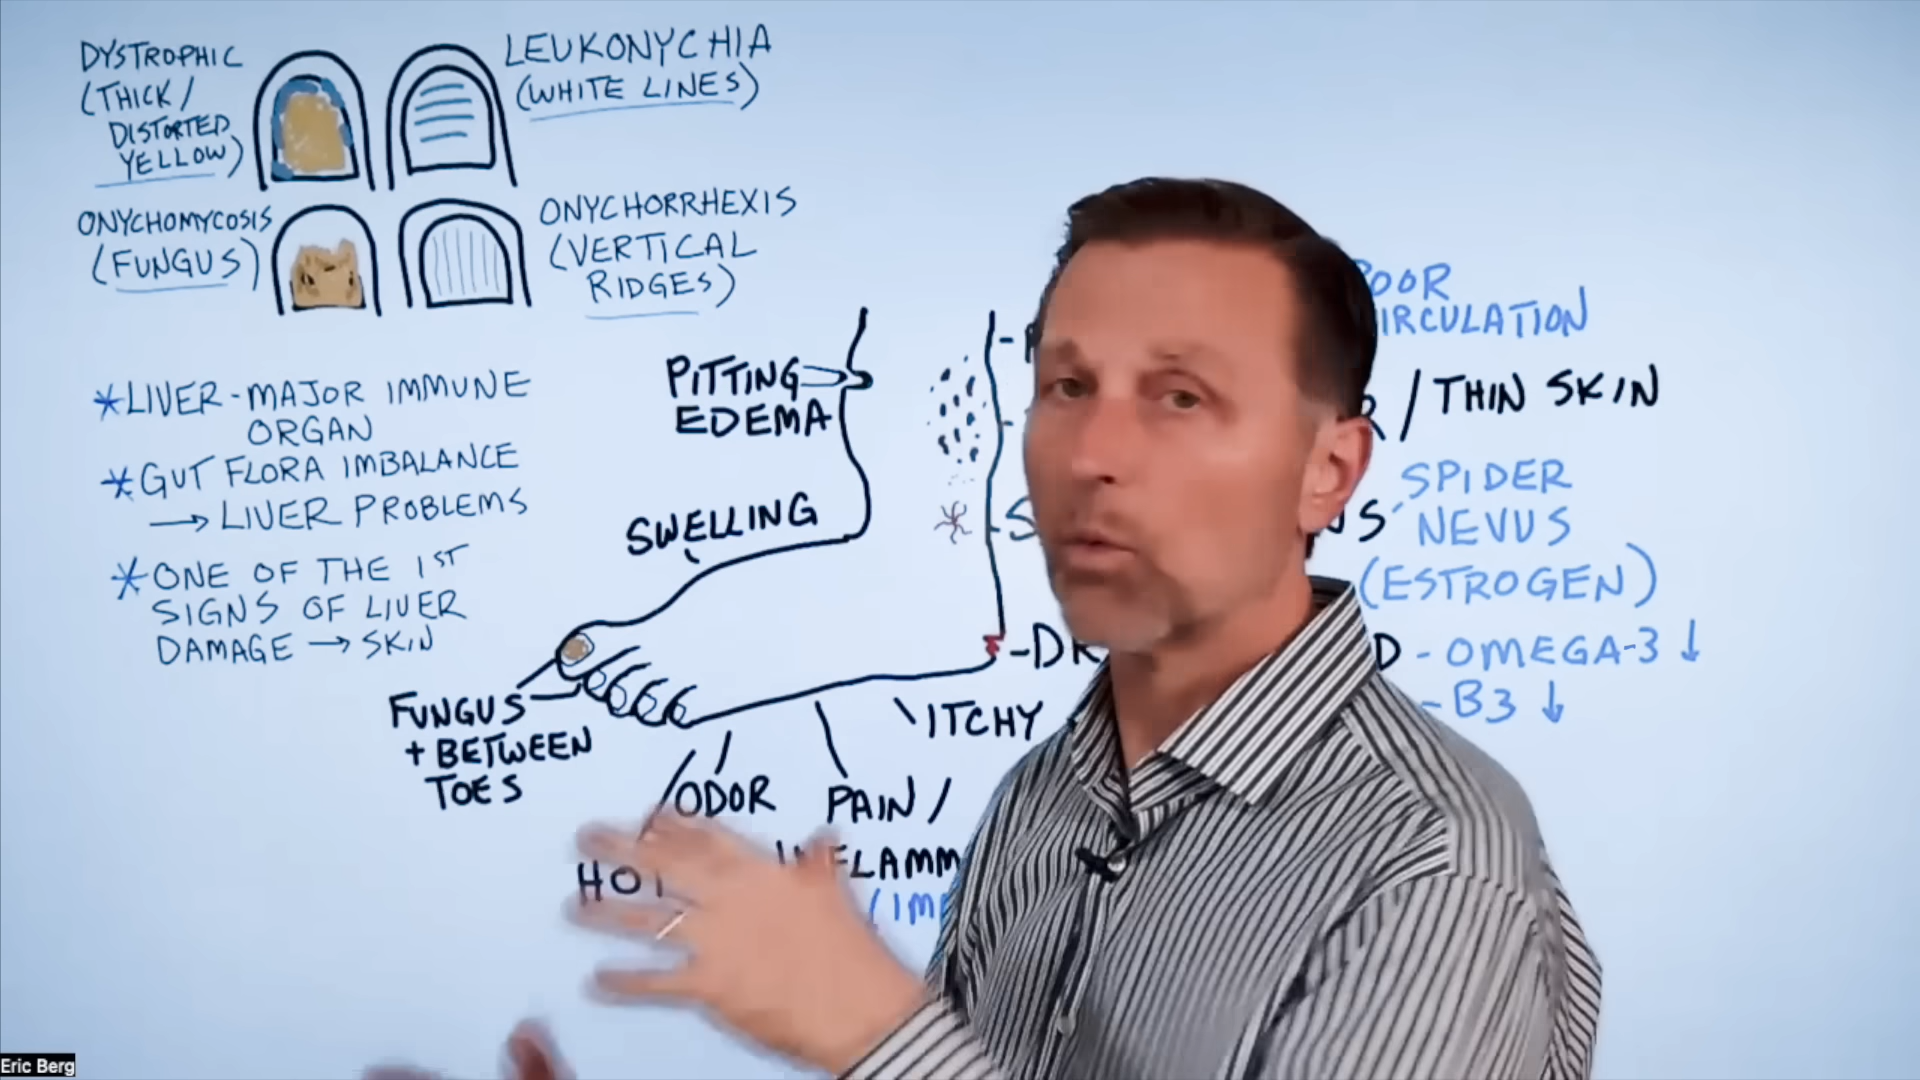 DYSTROPHIC
(THICK/
DISTORTED
YELLOW)
LEUKONYCHIA
(WHITE LINES)
ONYCHOMYCOSIS
(FUNGUS)
ONYCHORRHEXIS
(VERTICAL
RIDGES)
*LIVER-MAJOR IMMUNE
ORGAN
*GUT FLORA IMBALANCE
→ LIVER PROBLEMS
*ONE OF THE 1ST
SIGNS OF LIVER
DAMAGE → SKIN
PITTING
EDEMA
SWELLING
FUNGUS
+ BETWEEN
TOES
HOT
ODOR
PAIN/
ITCHY
/THIN SKIN
SPIDER
NEVUS
(ESTROGEN)
- OMEGA-3 ↓
- B3 ↓
Eric Berg